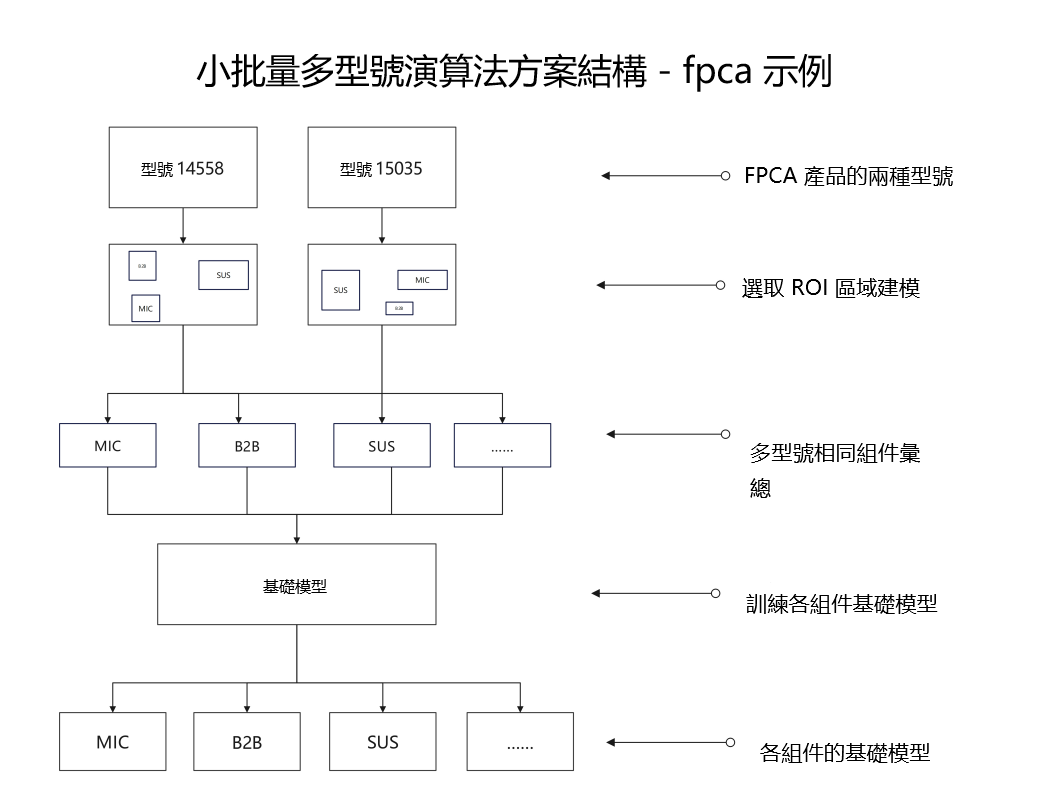 小批量多型號演算法方案結構 - fpca 示例
型號 14558
型號 15035
FPCA 產品的兩種型號
B2B
SUS
MIC
SUS
MIC
B2B
選取 ROI 區域建模
MIC
B2B
SUS
......
多型號相同組件彙
總
基礎模型
訓練各組件基礎模型
MIC
B2B
SUS
......
各組件的基礎模型